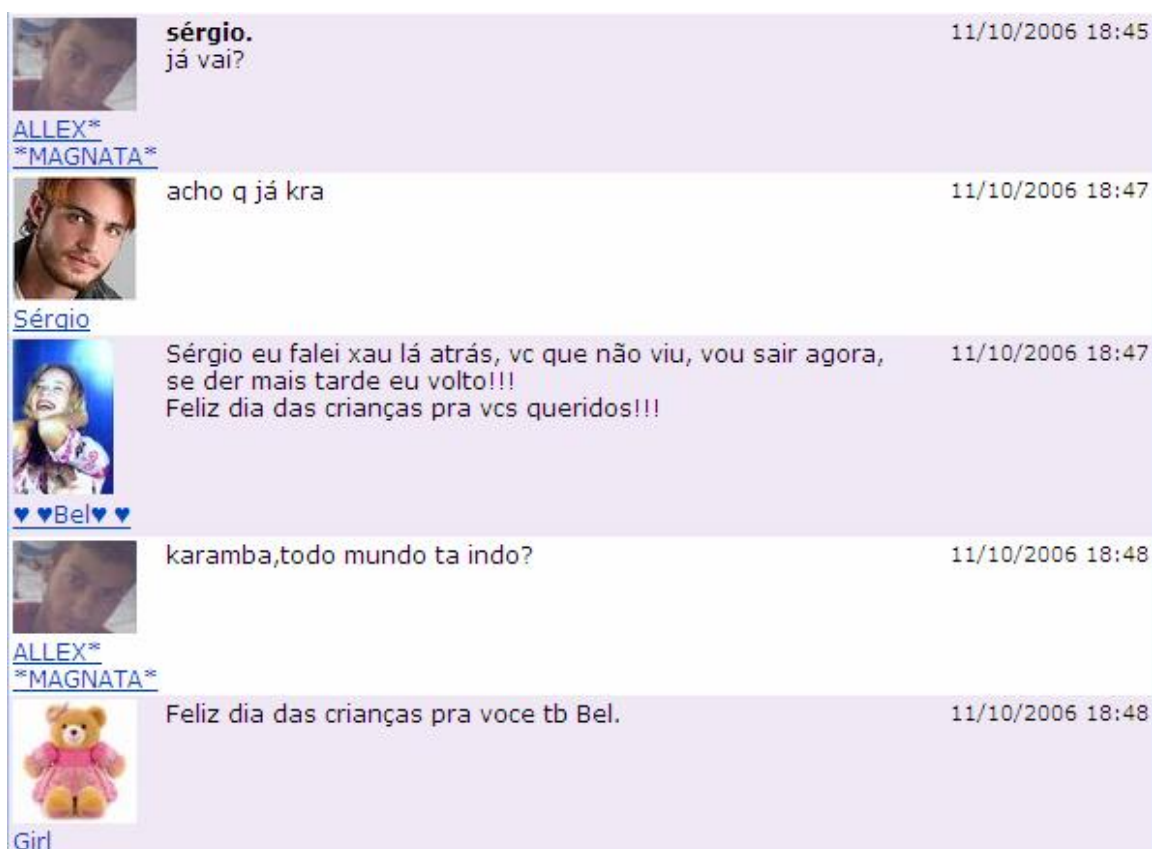 sérgio.
11/10/2006 18:45
já vai?
ALLEX*
*MAGNATA*
acho q já kra
11/10/2006 18:47
Sérgio
Sérgio eu falei xau lá atrás, vc que não viu, vou sair agora,
11/10/2006 18:47
se der mais tarde eu volto!!!
Feliz dia das crianças pra vcs queridos!!!
♥ ♥Bel♥ ♥
karamba,todo mundo ta indo?
11/10/2006 18:48
ALLEX*
*MAGNATA*
Feliz dia das crianças pra voce tb Bel.
11/10/2006 18:48
Girl